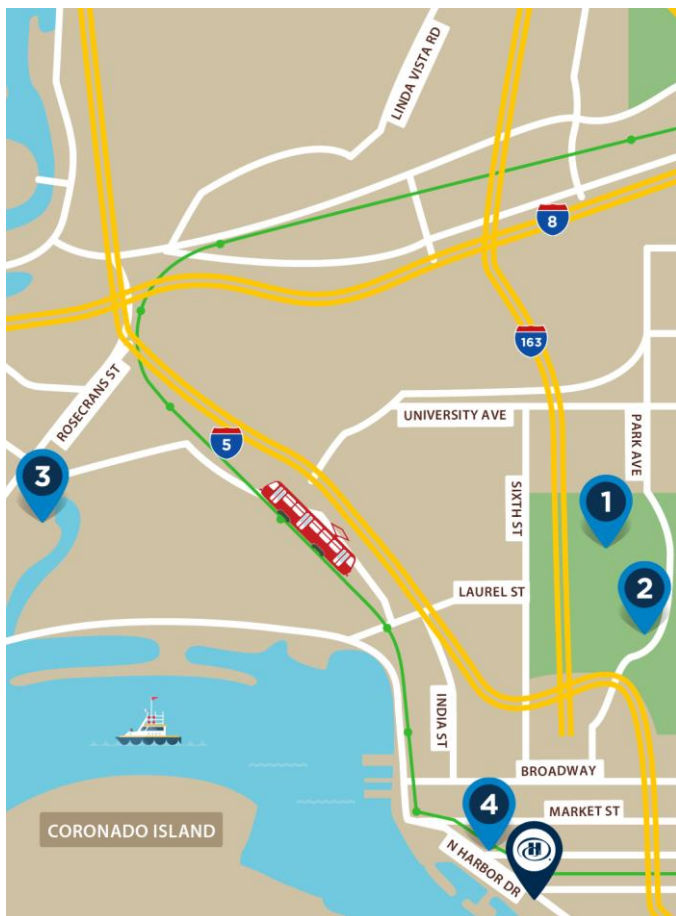 LINDA VISTA RD
8
163
ROSECRANS ST
UNIVERSITY AVE
PARK AVE
5
3
SIXTH ST
1
LAUREL ST
2
INDIA ST
BROADWAY
4
MARKET ST
CORONADO ISLAND
N HARBOR DR
H